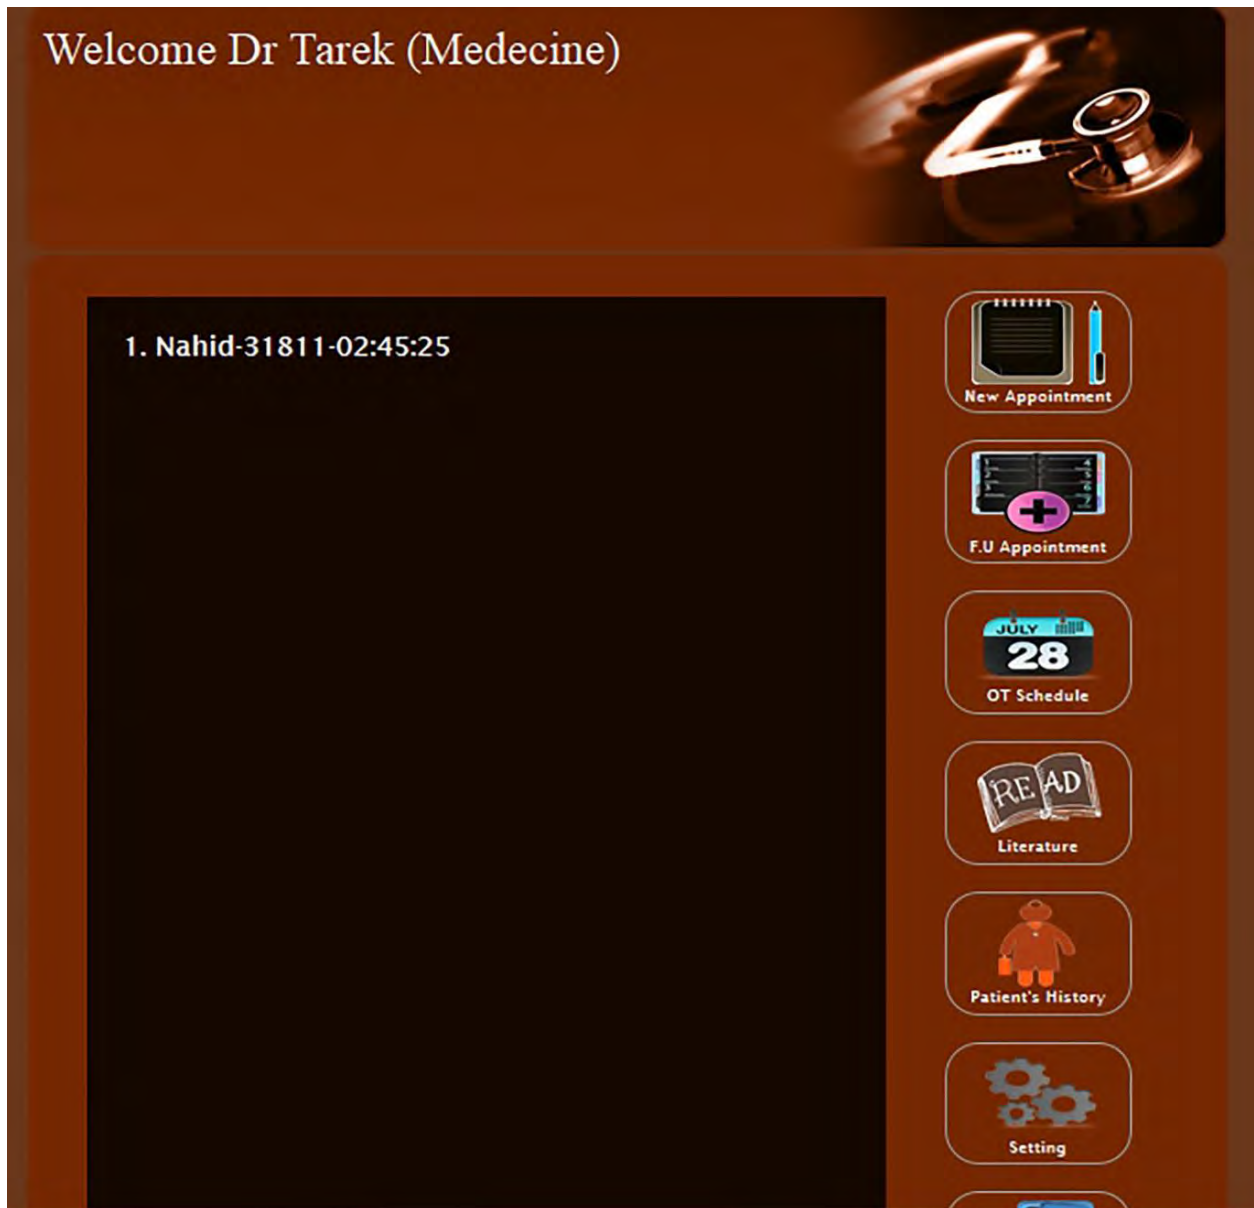 Welcome Dr Tarek (Medecine)
1. Nahid-31811-02:45:25
New Appointment
F.U Appointment
JULY
28
OT Schedule
READ
Literature
Patient's History
Setting